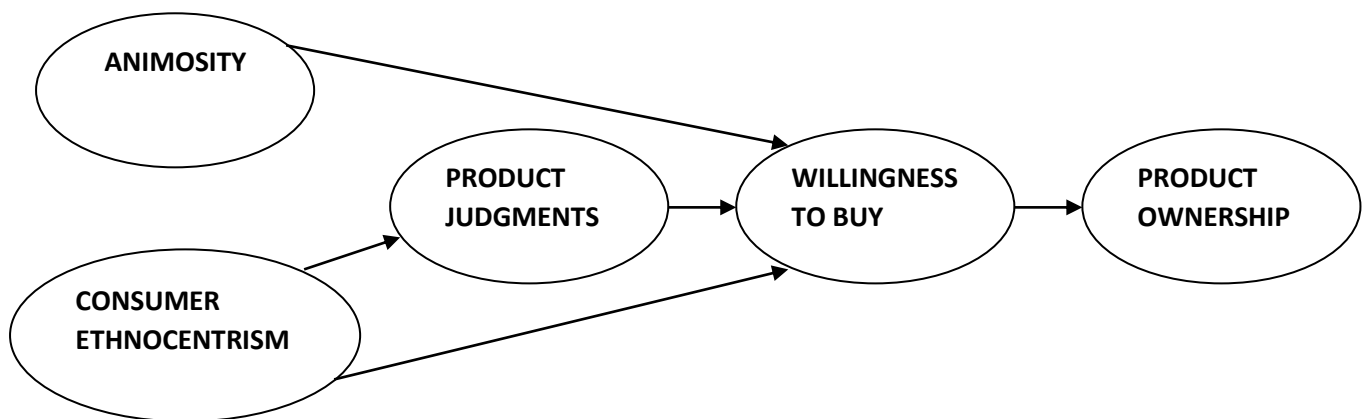 ANIMOSITY
PRODUCT
JUDGMENTS
WILLINGNESS
TO BUY
PRODUCT
OWNERSHIP
CONSUMER
ETHNOCENTRISM